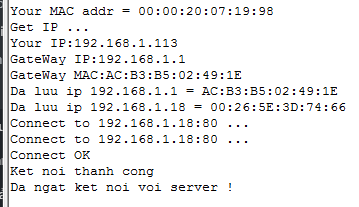 Your MAC addr = 00:00:20:07:19:98
Get IP ...
Your IP:192.168.1.113
GateWay IP:192.168.1.1
GateWay MAC:AC:B3:B5:02:49:1E
Da luu ip 192.168.1.1 = AC:B3:B5:02:49:1E
Da luu ip 192.168.1.18 = 00:26:5E:3D:74:66
Connect to 192.168.1.18:80 ...
Connect to 192.168.1.18:80 ...
Connect OK
Ket noi thanh cong
Da ngat ket noi voi server !